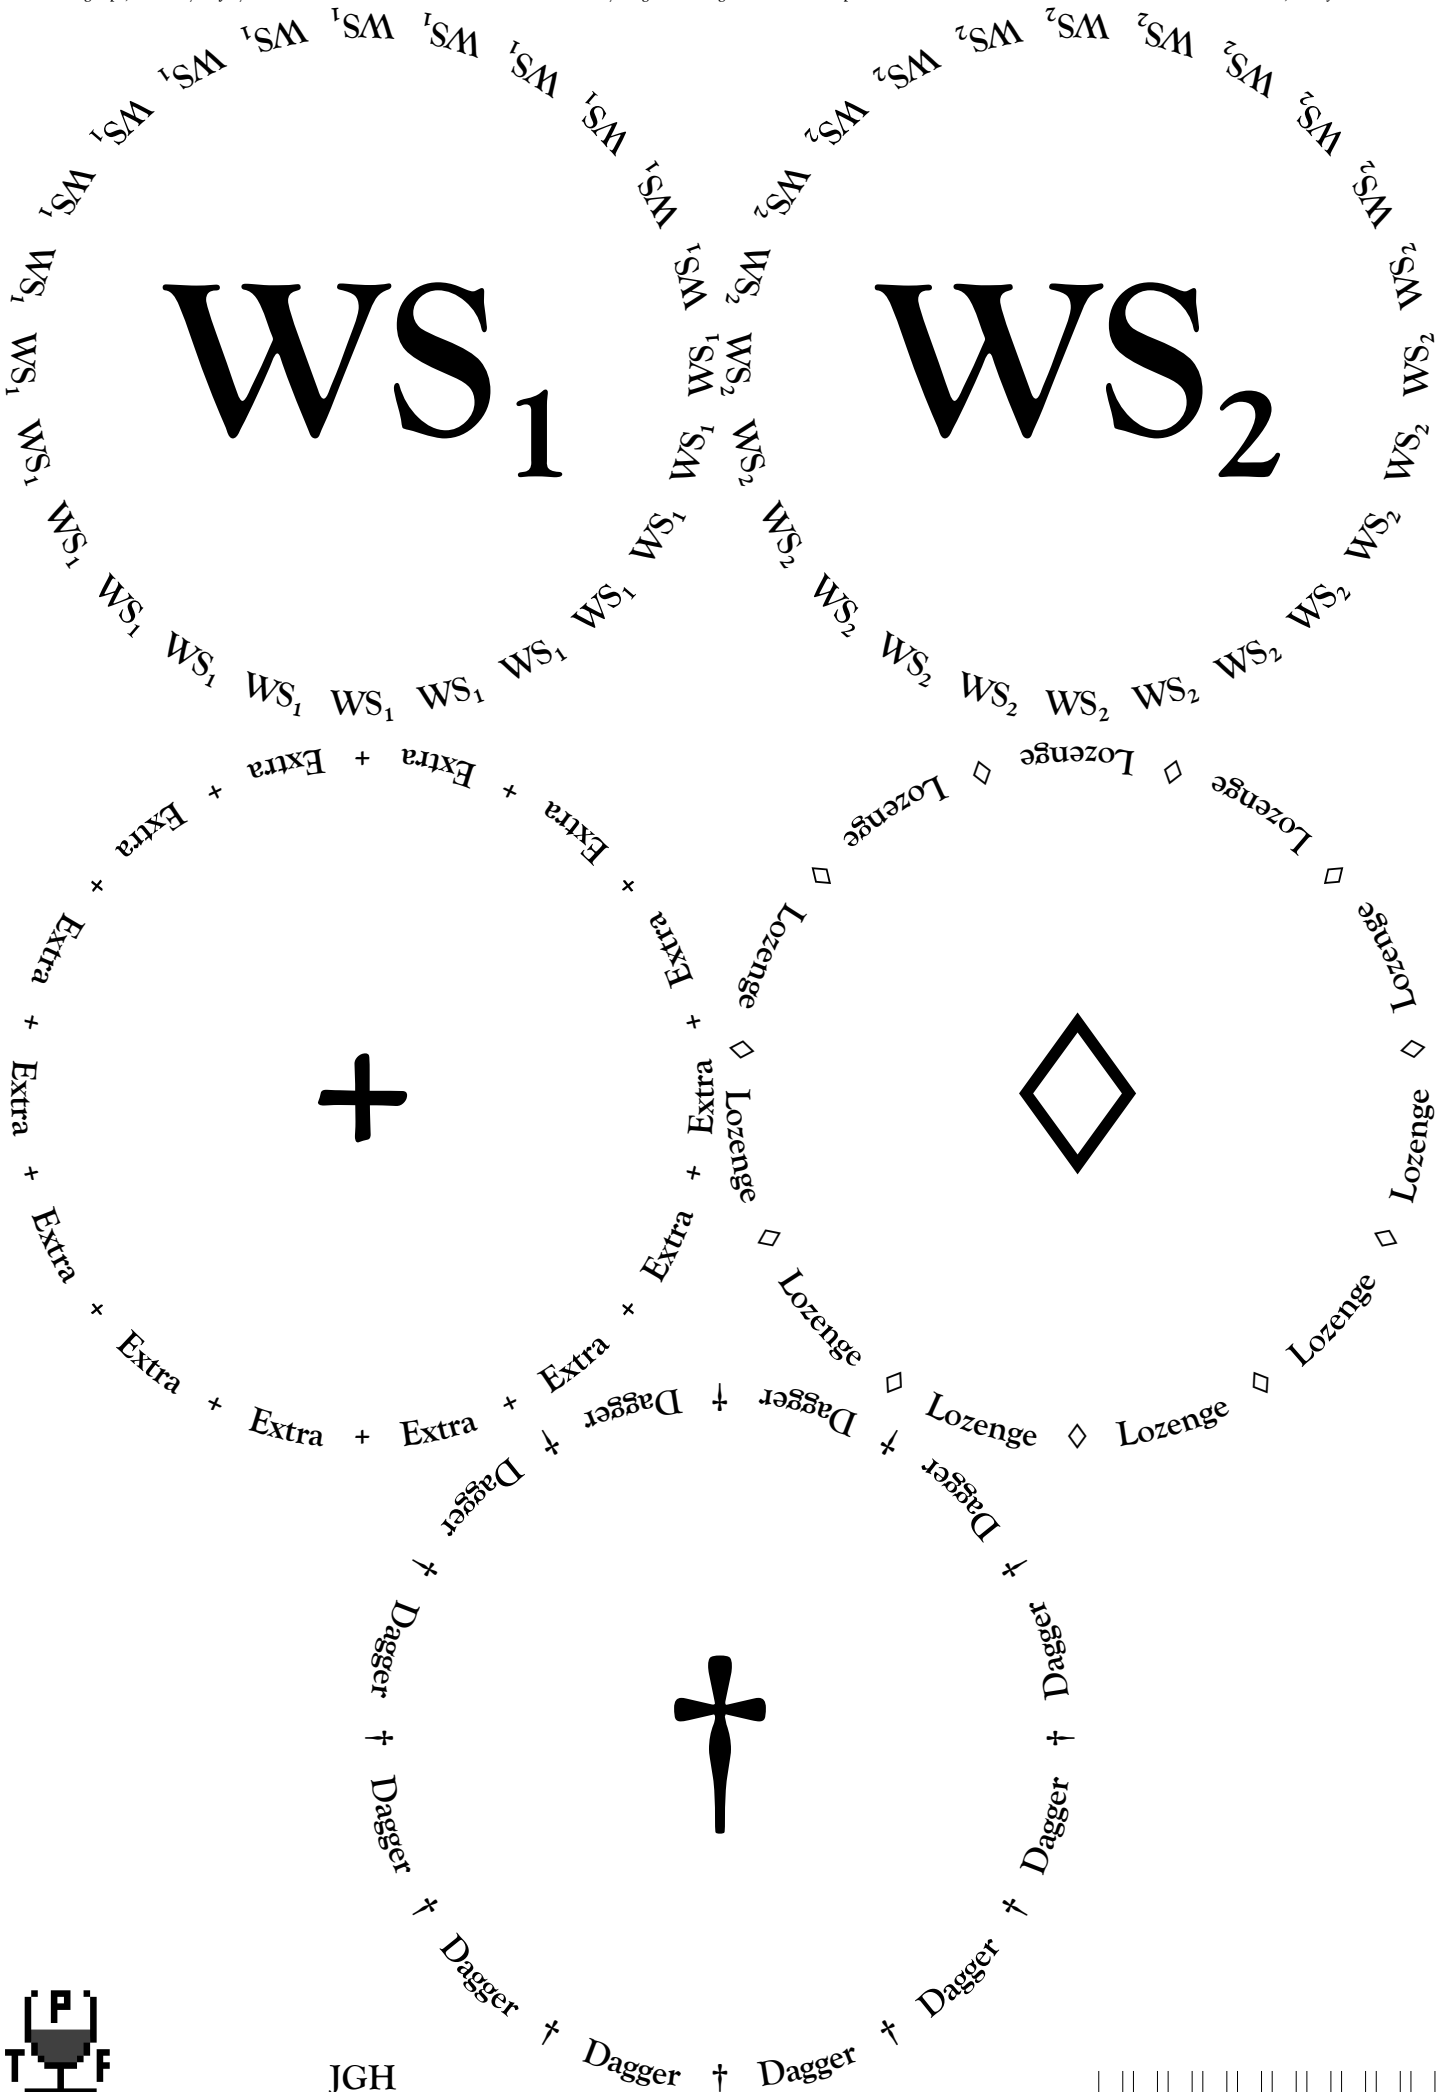 WS₁ WS₁ WS₁ WS₁ WS₁ WS₁ WS₁ WS₁ WS₁ WS₁ WS₁ WS₁ WS₁ WS₁ WS₁ WS₁ WS₁ WS₁ WS₁ WS₁ WS₁ WS₁ WS₁ WS₁
WS₁
WS₂ WS₂ WS₂ WS₂ WS₂ WS₂ WS₂ WS₂ WS₂ WS₂ WS₂ WS₂ WS₂ WS₂ WS₂ WS₂ WS₂ WS₂ WS₂ WS₂ WS₂ WS₂ WS₂ WS₂
WS₂
Extra + Extra + Extra + Extra + Extra + Extra + Extra + Extra + Extra + Extra + Extra + Extra + Extra + Extra +
+
Lozenge ◊ Lozenge ◊ Lozenge ◊ Lozenge ◊ Lozenge ◊ Lozenge ◊ Lozenge ◊ Lozenge ◊ Lozenge ◊ Lozenge ◊ Lozenge ◊
◊
Dagger † Dagger † Dagger † Dagger † Dagger † Dagger † Dagger † Dagger † Dagger † Dagger † Dagger † Dagger †
†
P
T F
JGH